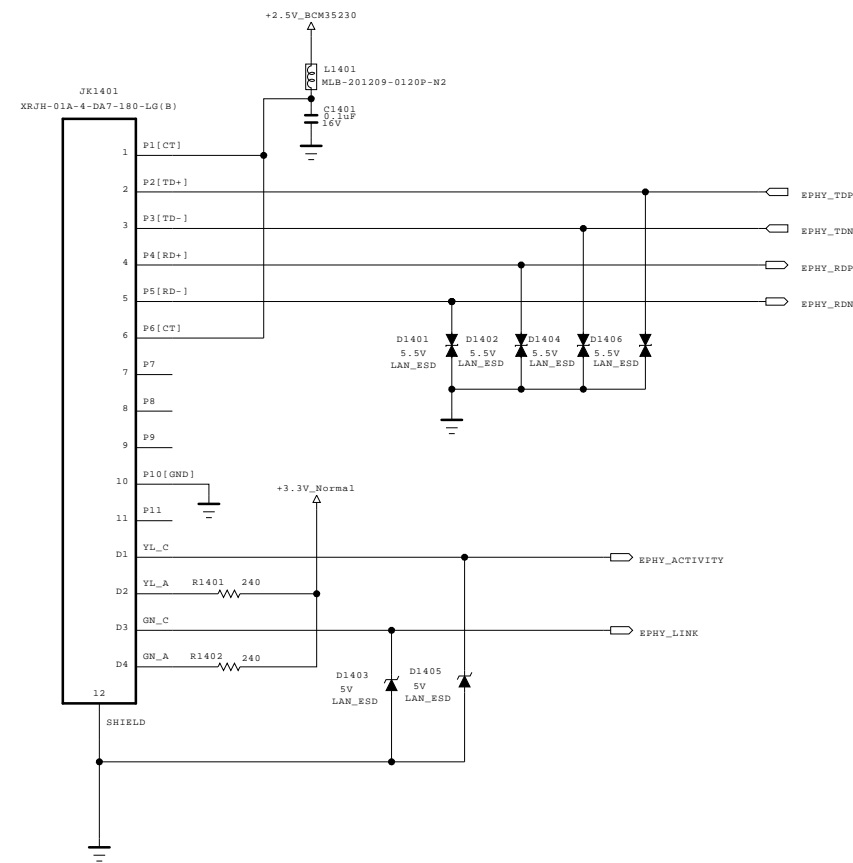 +2.5V_BCM35230
L1401
MLB-201209-0120P-N2
JK1401
XRJH-01A-4-DA7-180-LG(B)
C1401
0.1uF
16V
1 P1[CT]
2 P2[TD+] EPHY_TDP
3 P3[TD-] EPHY_TDN
4 P4[RD+] EPHY_RDP
5 P5[RD-] EPHY_RDN
6 P6[CT]
D1401 D1402 D1404 D1406
5.5V 5.5V 5.5V 5.5V
LAN_ESD LAN_ESD LAN_ESD LAN_ESD
7 P7
8 P8
9 P9
10 P10[GND]
+3.3V_Normal
11 P11
D1 YL_C EPHY_ACTIVITY
D2 YL_A R1401 240
D3 GN_C EPHY_LINK
D4 GN_A R1402 240
D1403 D1405
5V 5V
LAN_ESD LAN_ESD
12
SHIELD